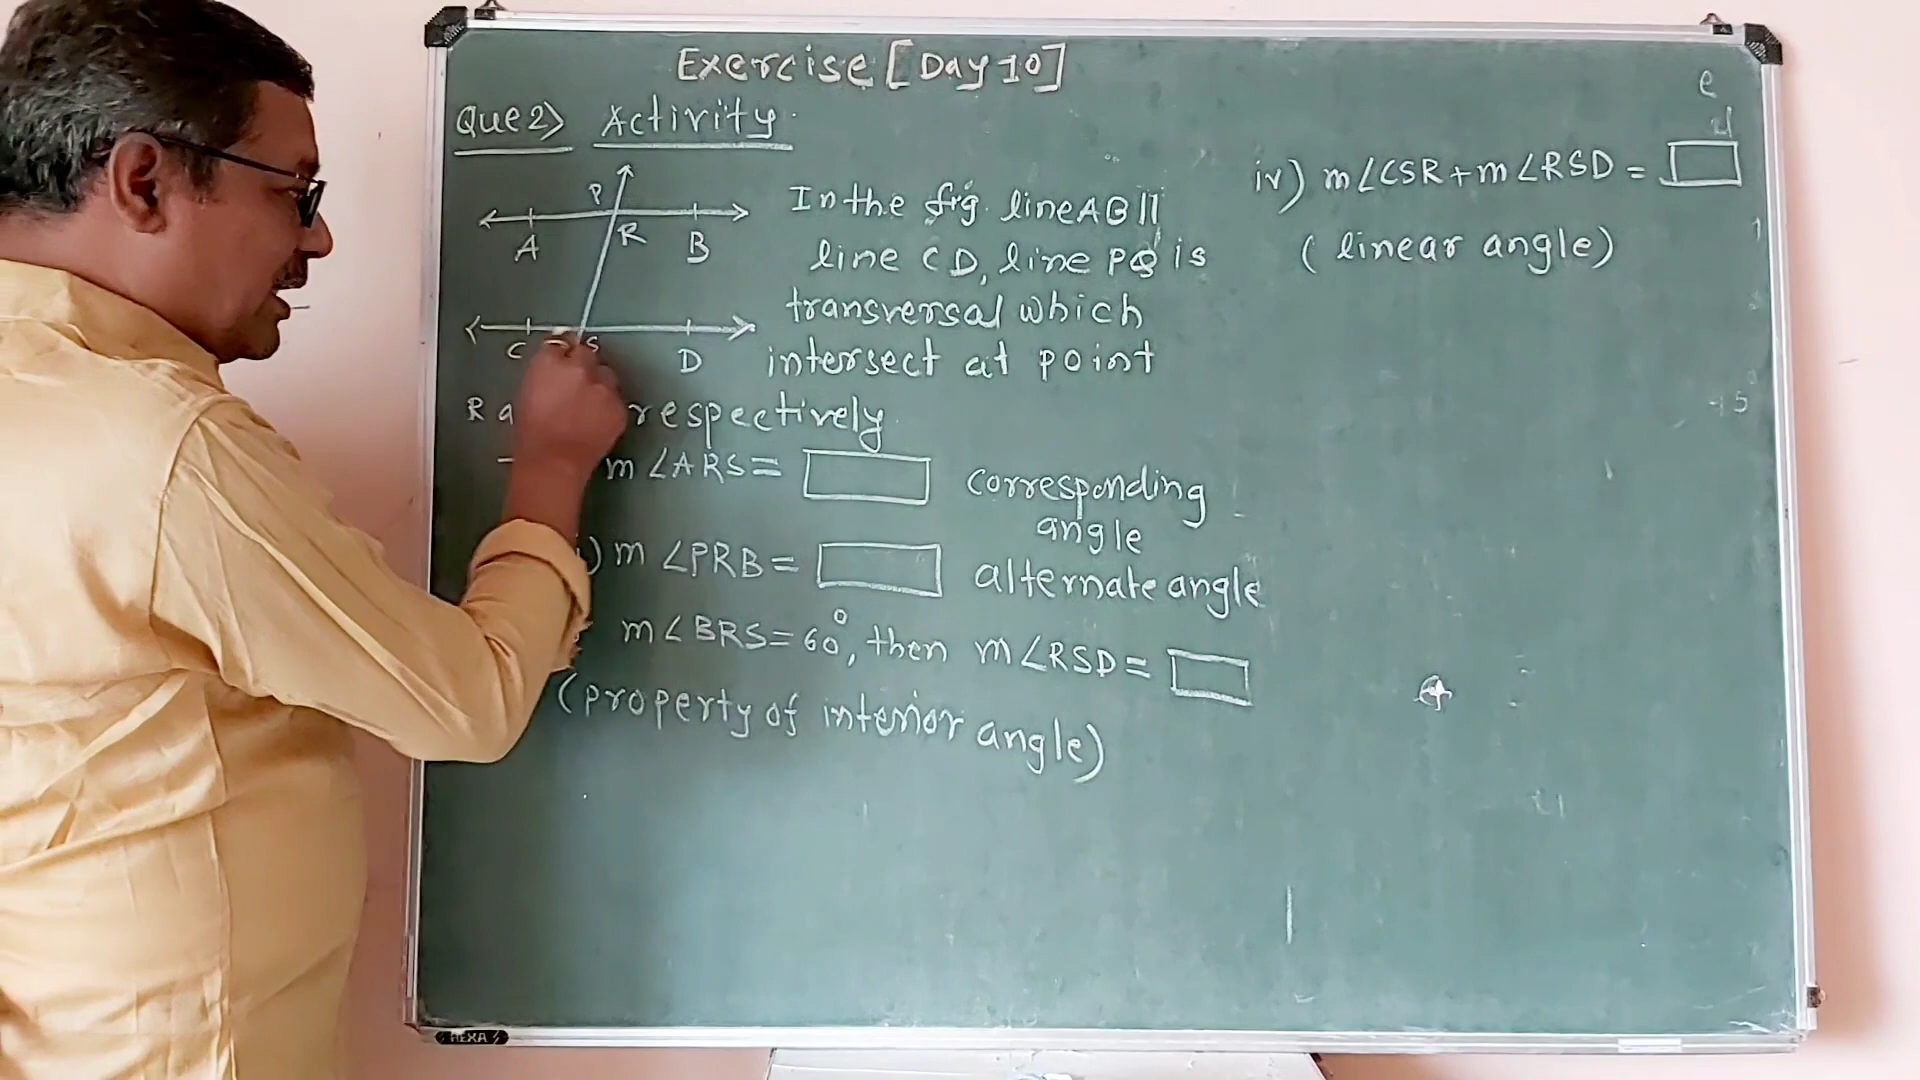 Exercise [Day 10]
Que 2> Activity
P
A R B
C S D
In the fig. line AB ||
line CD, line PQ is
transversal which
intersect at point
R a respectively
m∠ARS =
corresponding
angle
i) m∠PRB =
alternate angle
m∠BRS = 60°, then m∠RSD =
(property of interior angle)
iv) m∠CSR + m∠RSD =
( linear angle)
HEXA